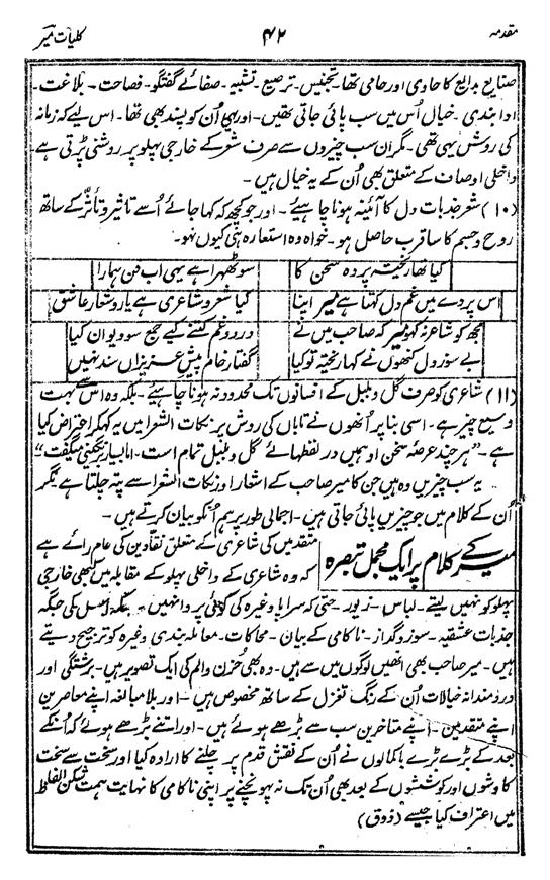 مقدمہ ۴۲ کلیات میر
صنایع بدایع کا حاوی اور حامی تھا۔ تجنیس۔ ترصیع۔ تشبیہ۔ صفائے گفتگو۔ فصاحت۔ بلاغت۔
ادا بندی۔ خیال اُس میں سب پائی جاتی تھیں۔ اور یہی اُن کو پسند بھی تھا۔ اس لیے کہ زمانہ
کی روش یہی تھی۔ مگر ان سب چیزوں سے صرف شعر کے خارجی پہلو پر روشنی پڑتی ہے
داخلی اوصاف کے متعلق بھی اُن کے یہ خیال ہیں۔
(۱۰) شعر جذبات دل کا آئینہ ہونا چاہیے۔ اور جو کچھ کہ کہا جائے اُسے تاثیر و تأثر کے ساتھ
روح و جسم کا سا قرب حاصل ہو۔ خواہ وہ استعارہ ہی کیوں نہو۔
کیا تھا ریختہ پردہ سخن کا سو ٹھہرا ہے یہی اب فن ہمارا
اس پردے میں غم دل کہتا ہے میر اپنا کیا شعر و شاعری ہے یارو شعار عاشق
مجھ کو شاعر نہ کہو میر کہ صاحب میں نے درد و غم کتنے کیے جمع سو دیوان کیا
بے سوز دل کنھوں نے کہا ریختہ تو کیا گفتار خام پیش عزیزاں سند نہیں
(۱۱) شاعری کو صرف گل و بلبل کے افسانوں تک محدود نہ ہونا چاہیے۔ بلکہ وہ اس سے بہت
وسیع چیز ہے۔ اسی بنا پر اُنھوں نے تاباں کی روش پر نکات الشعرا میں یہ کہکر اعتراض کیا
ہے۔ "ہر چند عرصۂ سخن او ہمیں در لفظہائے گل و بلبل تمام است۔ اما بسیار برنگینی میگفت"
یہ سب چیزیں وہ ہیں جن کا میر صاحب کے اشعار اور نکات الشعرا سے پتہ چلتا ہے مگر
اُن کے کلام میں جو چیزیں پائی جاتی ہیں۔ اجمالی طور پر ہم اُنکو بیان کرتے ہیں۔
میر کے کلام پر ایک مجمل تبصرہ
متقدمین کی شاعری کے متعلق نقادین کی عام رائے ہے
کہ وہ شاعری کے داخلی پہلو کے مقابلہ میں کبھی خارجی
پہلو کو نہیں لیتے۔ لباس۔ زیور۔ حتی کہ سراپا وغیرہ کی کوئی پروا نہیں۔ بلکہ اسکی جگہ
جذبات عشقیہ۔ سوز و گداز۔ ناکامی کے بیان۔ محاکات۔ معاملہ بندی وغیرہ کو ترجیح دیتے
ہیں۔ میر صاحب بھی انھیں لوگوں میں سے ہیں۔ وہ بھی حُزن و الم کی ایک تصویر ہیں۔ برشتگی اور
دردمندانہ خیالات اُن کے رنگ تغزل کے ساتھ مخصوص ہیں۔ اور بلا مبالغہ اپنے معاصرین
اپنے متقدمین۔ اپنے متاخرین سب سے بڑھے ہوئے ہیں۔ اور اتنے بڑھے ہوئے کہ اُنکے
بعد کے بڑے بڑے باکمالوں نے اُن کے نقش قدم پر چلنے کا ارادہ کیا اور سخت سے سخت
کاوشوں اور کوششوں کے بعد بھی اُن تک نہ پہونچنے پر اپنی ناکامی کا نہایت ہمت شکن الفاظ
میں اعتراف کیا جیسے (ذوق)